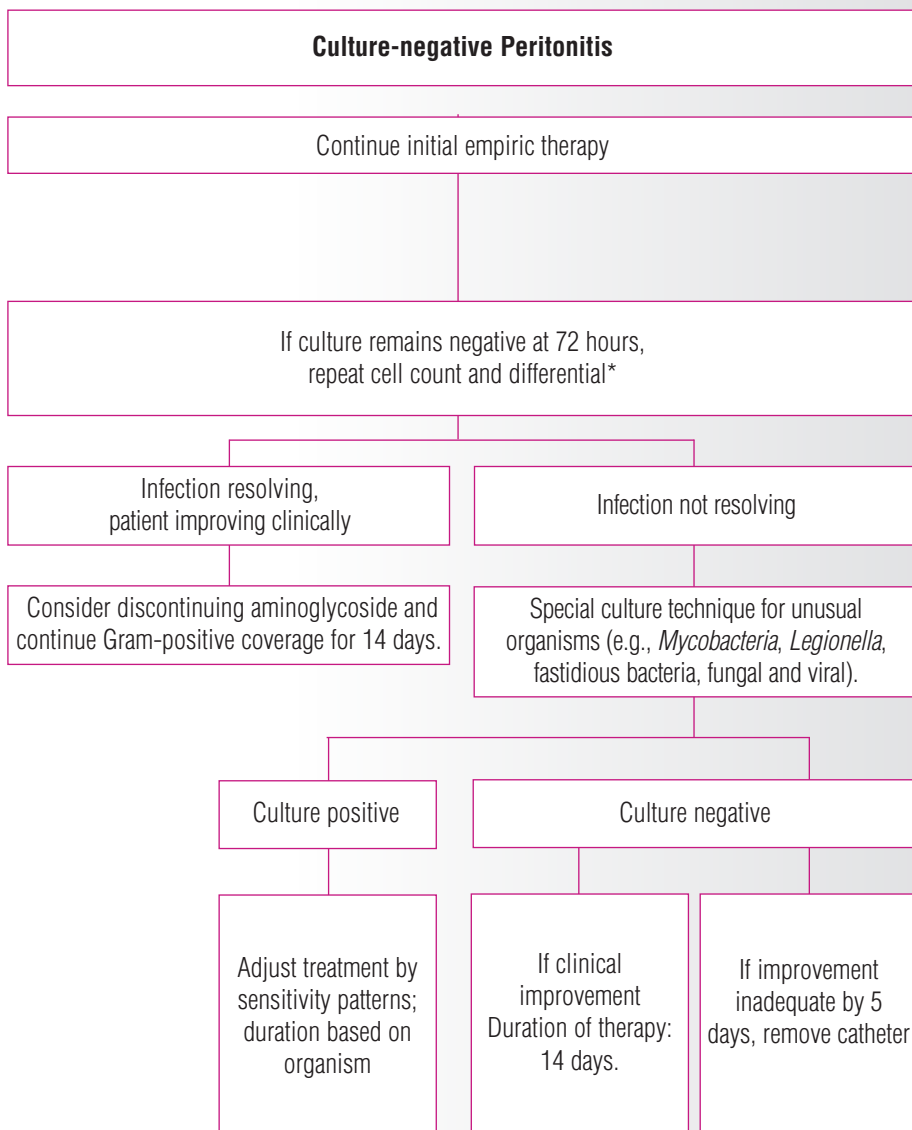 Culture-negative Peritonitis
Continue initial empiric therapy
If culture remains negative at 72 hours,
repeat cell count and differential*
Infection resolving,
patient improving clinically
Infection not resolving
Consider discontinuing aminoglycoside and
continue Gram-positive coverage for 14 days.
Special culture technique for unusual
organisms (e.g., Mycobacteria, Legionella,
fastidious bacteria, fungal and viral).
Culture positive
Culture negative
Adjust treatment by
sensitivity patterns;
duration based on
organism
If clinical
improvement
Duration of therapy:
14 days.
If improvement
inadequate by 5
days, remove catheter